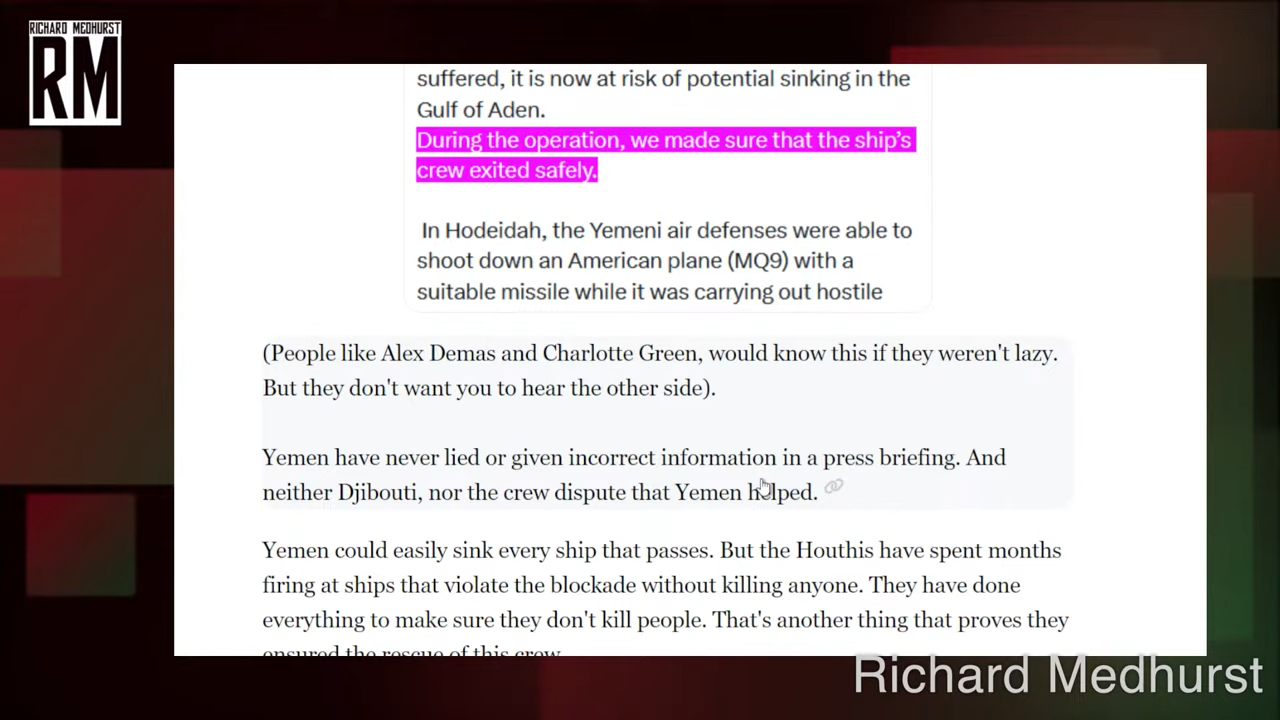 RICHARD MEDHURST
RM
suffered, it is now at risk of potential sinking in the
Gulf of Aden.
During the operation, we made sure that the ship's
crew exited safely.
In Hodeidah, the Yemeni air defenses were able to
shoot down an American plane (MQ9) with a
suitable missile while it was carrying out hostile
(People like Alex Demas and Charlotte Green, would know this if they weren't lazy.
But they don't want you to hear the other side).
Yemen have never lied or given incorrect information in a press briefing. And
neither Djibouti, nor the crew dispute that Yemen helped.
Yemen could easily sink every ship that passes. But the Houthis have spent months
firing at ships that violate the blockade without killing anyone. They have done
everything to make sure they don't kill people. That's another thing that proves they
ensured the rescue of this crew.
Richard Medhurst